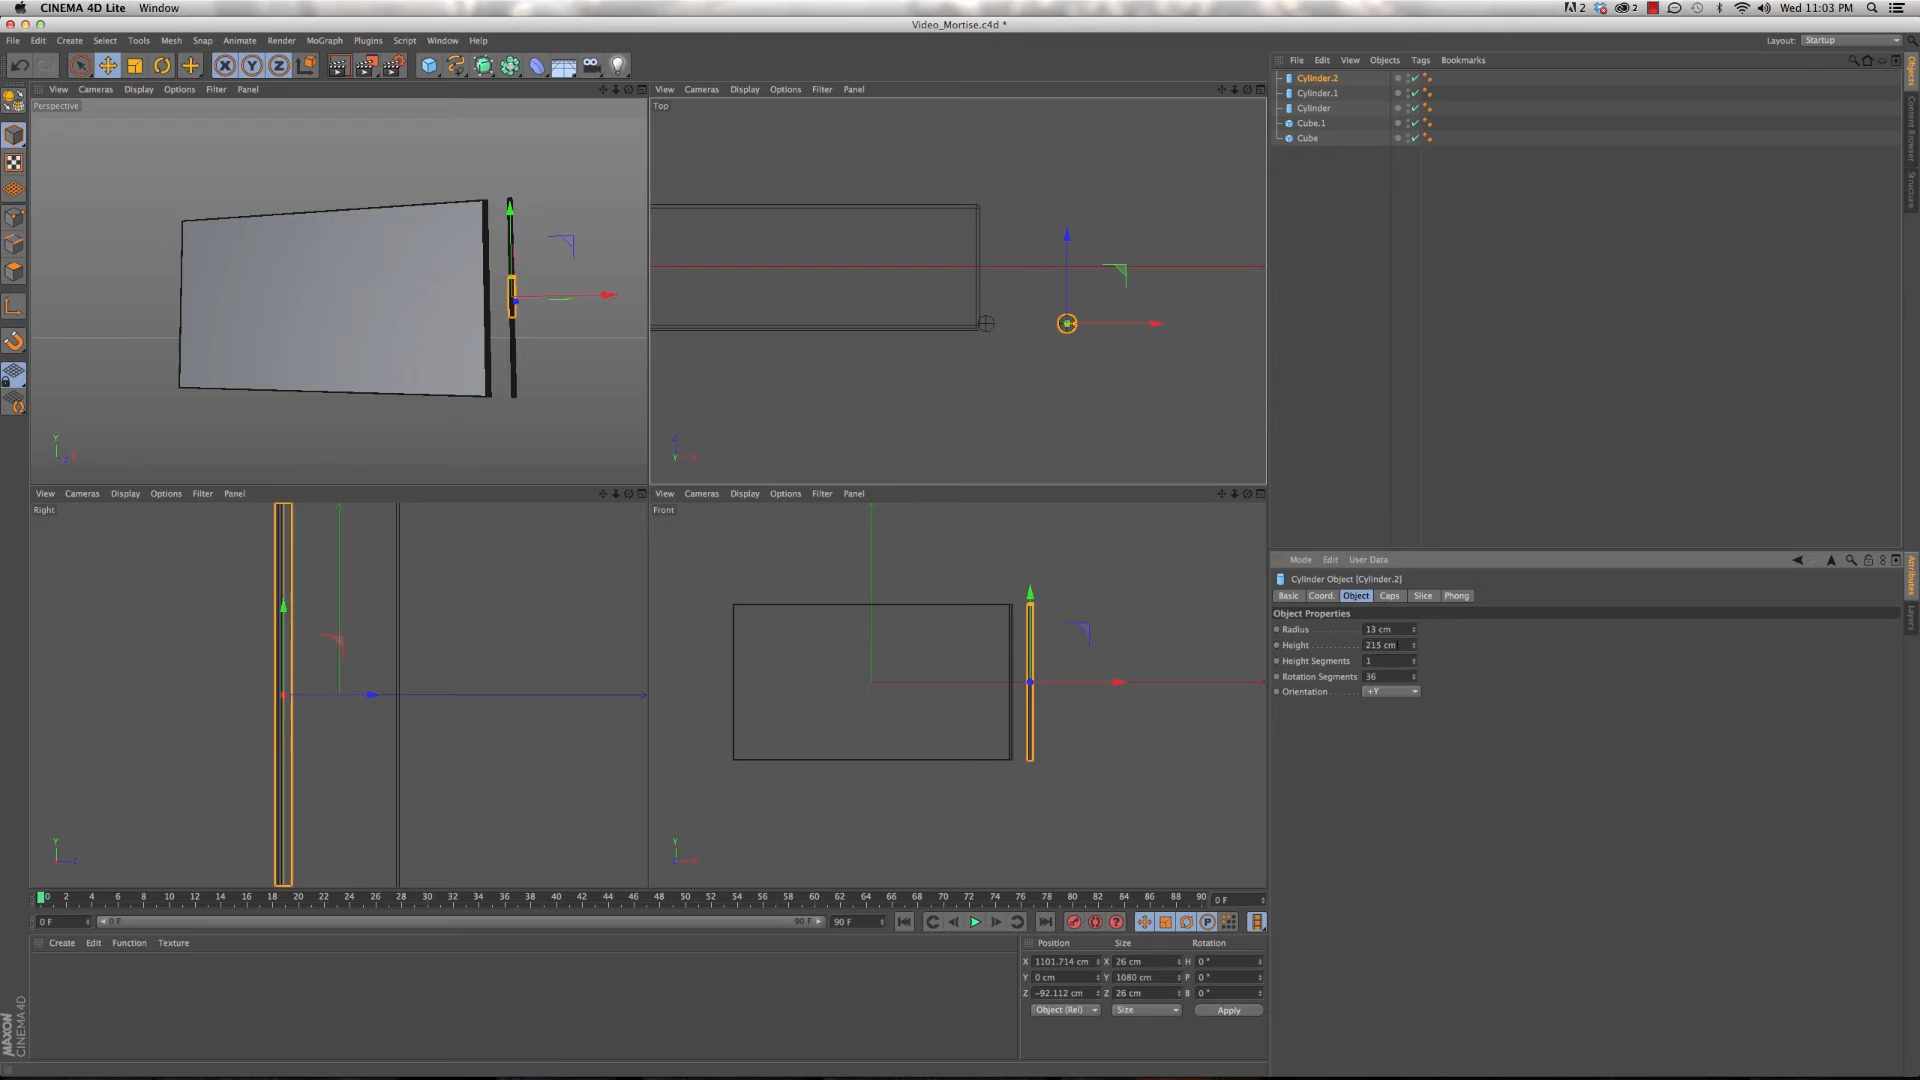 CINEMA 4D Lite Window
2 2 Wed 11:03 PM
Video_Mortise.c4d *
File Edit Create Select Tools Mesh Snap Animate Render MoGraph Plugins Script Window Help
Layout: Startup
X Y Z
View Cameras Display Options Filter Panel
Perspective
View Cameras Display Options Filter Panel
Top
File Edit View Objects Tags Bookmarks
Cylinder.2
Cylinder.1
Cylinder
Cube.1
Cube
Objects
Content Browser
Structure
View Cameras Display Options Filter Panel
Right
View Cameras Display Options Filter Panel
Front
Mode Edit User Data
Cylinder Object [Cylinder.2]
Basic Coord. Object Caps Slice Phong
Object Properties
Radius 13 cm
Height 215 cm
Height Segments 1
Rotation Segments 36
Orientation +Y
Attributes
Layers
0 2 4 6 8 10 12 14 16 18 20 22 24 26 28 30 32 34 36 38 40 42 44 46 48 50 52 54 56 58 60 62 64 66 68 70 72 74 76 78 80 82 84 86 88 90 0 F
0 F 0 F 90 F 90 F
Create Edit Function Texture
Position Size Rotation
X 1101.714 cm X 26 cm H 0 °
Y 0 cm Y 1080 cm P 0 °
Z -92.112 cm Z 26 cm B 0 °
Object (Rel) Size Apply
MAXON
CINEMA 4D